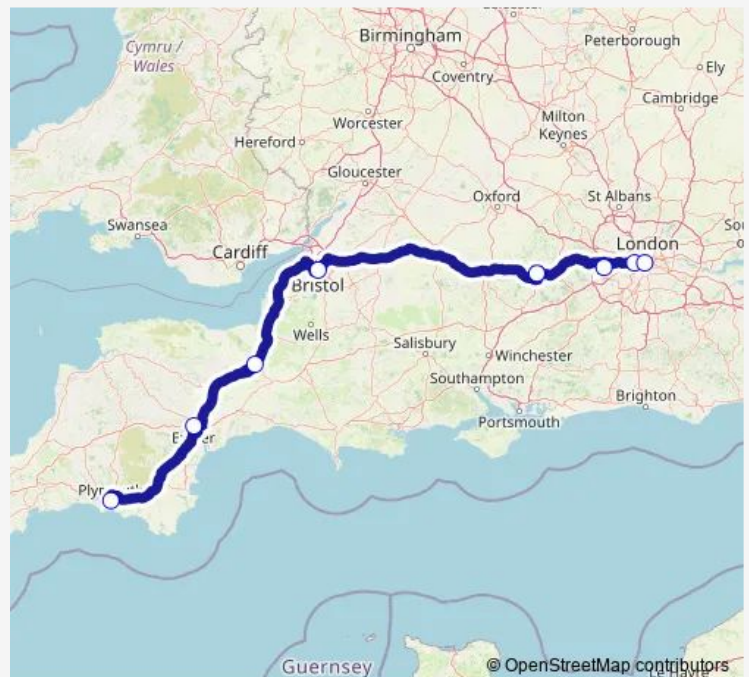 Birmingham
Peterborough
Cymru /
Wales
Ely
Coventry
Cambridge
Worcester
Milton
Keynes
Hereford
Gloucester
Oxford
St Albans
Swansea
Cardiff
London
Bristol
Wells
Salisbury
Winchester
Southampton
Brighton
Portsmouth
Guernsey
© OpenStreetMap contributors